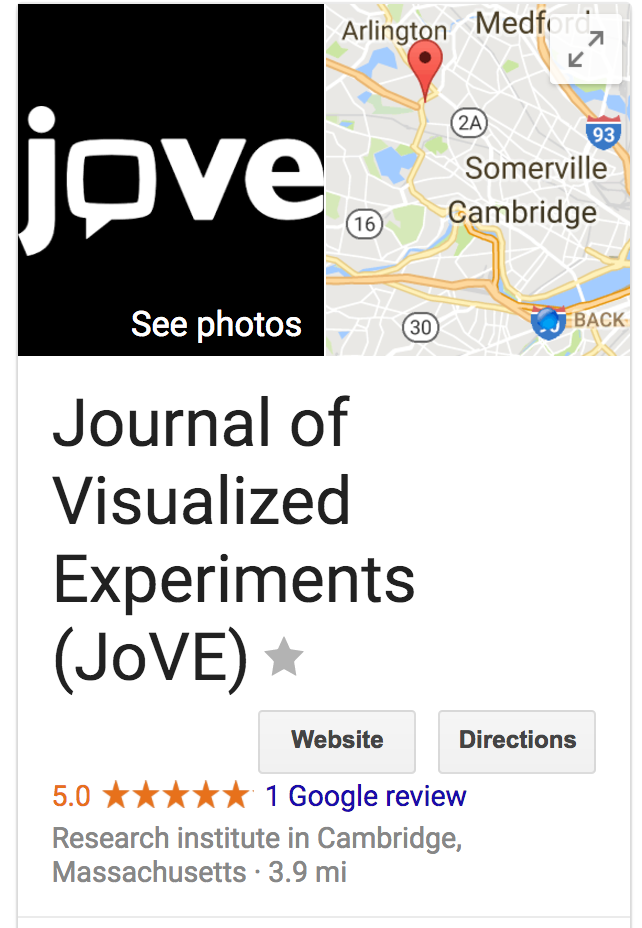 jove
See photos
Arlington
Medford
2A
93
Somerville
Cambridge
16
30
BACK
Journal of
Visualized
Experiments
(JoVE)
Website
Directions
5.0 1 Google review
Research institute in Cambridge,
Massachusetts · 3.9 mi